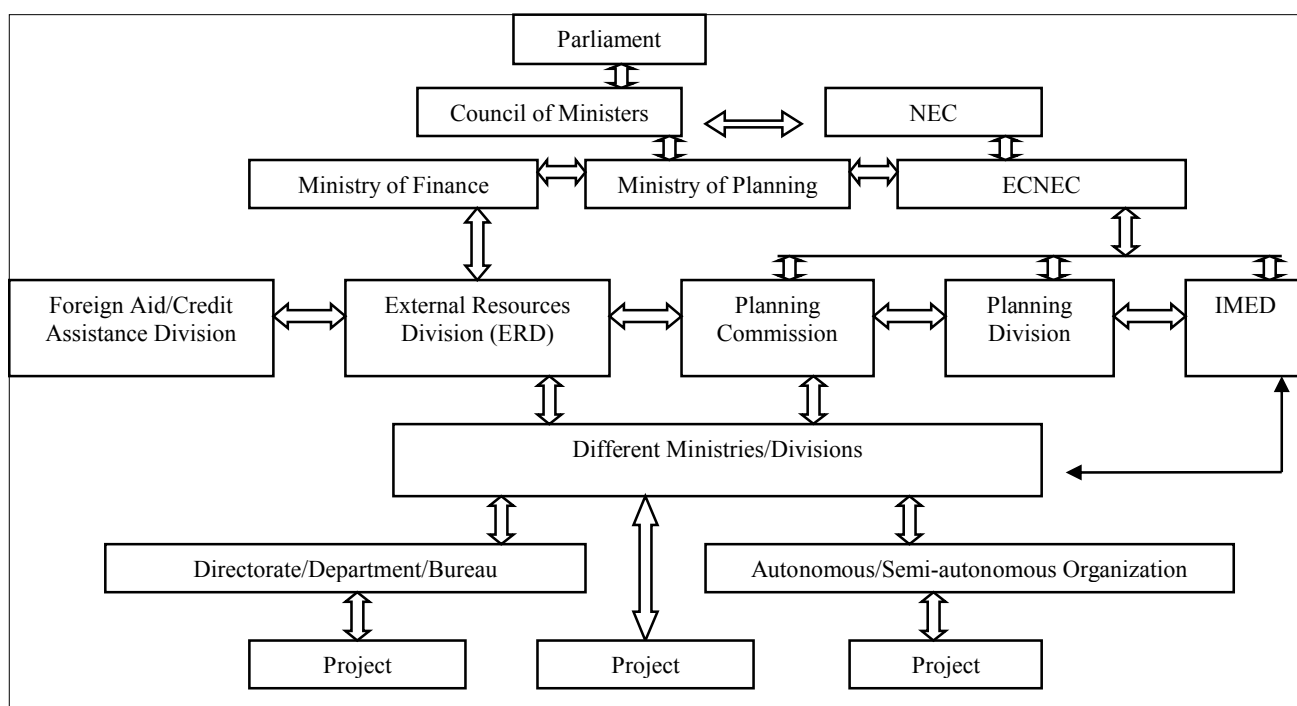 Parliament
Council of Ministers
NEC
Ministry of Finance
Ministry of Planning
ECNEC
Foreign Aid/Credit
Assistance Division
External Resources
Division (ERD)
Planning
Commission
Planning
Division
IMED
Different Ministries/Divisions
Directorate/Department/Bureau
Autonomous/Semi-autonomous Organization
Project
Project
Project